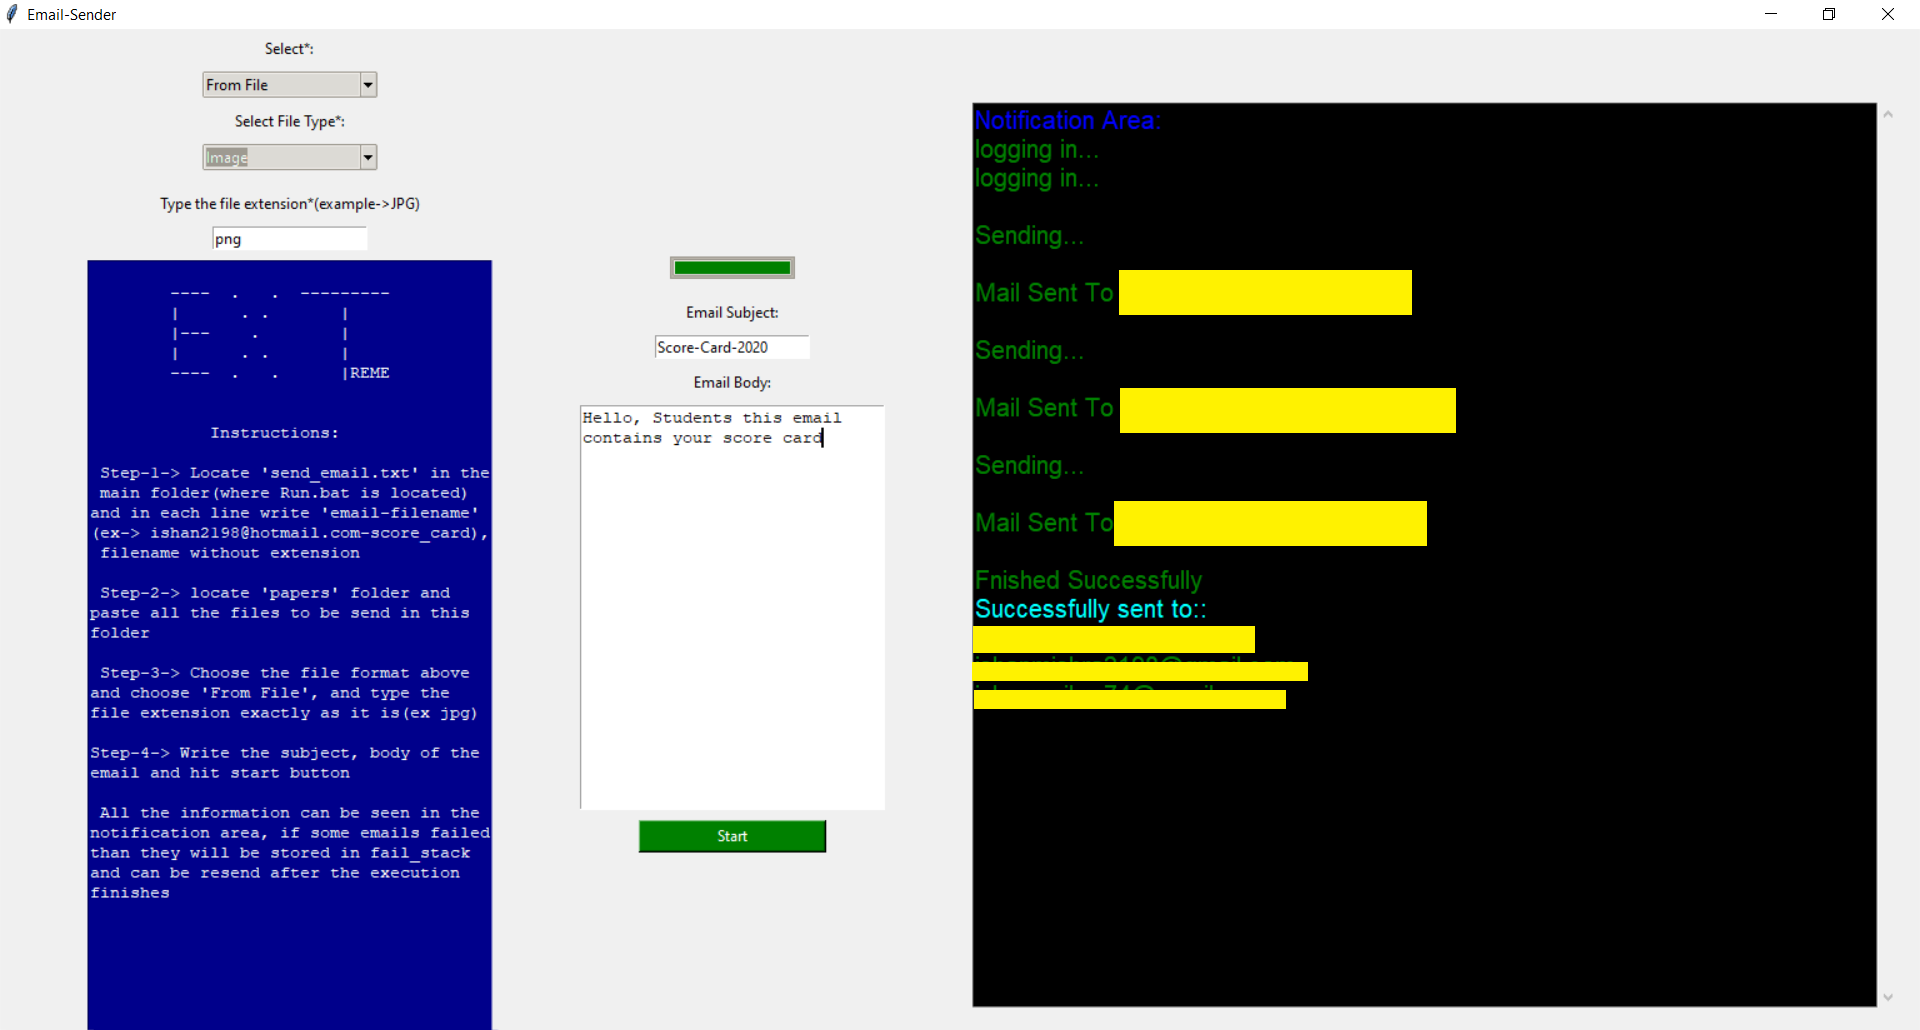 Email-Sender
Select*:
From File
Select File Type*:
Image
Type the file extension*(example->JPG)
png
---- . . ---------
| . . |
|--- . |
| . . |
---- . . |REME
Instructions:
Step-1-> Locate 'send_email.txt' in the
main folder(where Run.bat is located)
and in each line write 'email-filename'
(ex-> ishan2198@hotmail.com-score_card),
filename without extension
Step-2-> locate 'papers' folder and
paste all the files to be send in this
folder
Step-3-> Choose the file format above
and choose 'From File', and type the
file extension exactly as it is(ex jpg)
Step-4-> Write the subject, body of the
email and hit start button
All the information can be seen in the
notification area, if some emails failed
than they will be stored in fail_stack
and can be resend after the execution
finishes
Email Subject:
Score-Card-2020
Email Body:
Hello, Students this email
contains your score card
Start
Notification Area:
logging in...
logging in...
Sending...
Mail Sent To
Sending...
Mail Sent To
Sending...
Mail Sent To
Fnished Successfully
Successfully sent to::